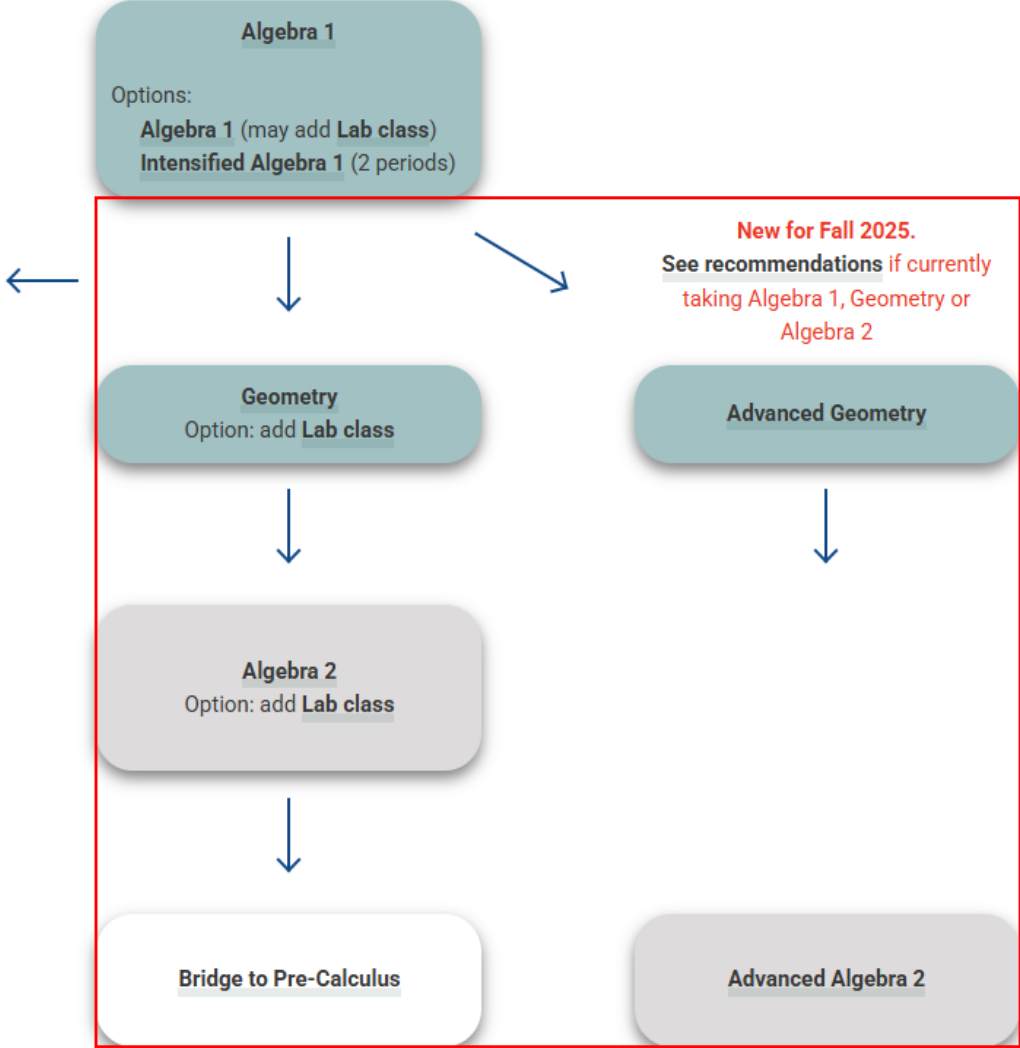 Algebra 1
Options:
Algebra 1 (may add Lab class)
Intensified Algebra 1 (2 periods)
New for Fall 2025.
See recommendations if currently
taking Algebra 1, Geometry or
Algebra 2
Geometry
Option: add Lab class
Advanced Geometry
Algebra 2
Option: add Lab class
Bridge to Pre-Calculus
Advanced Algebra 2